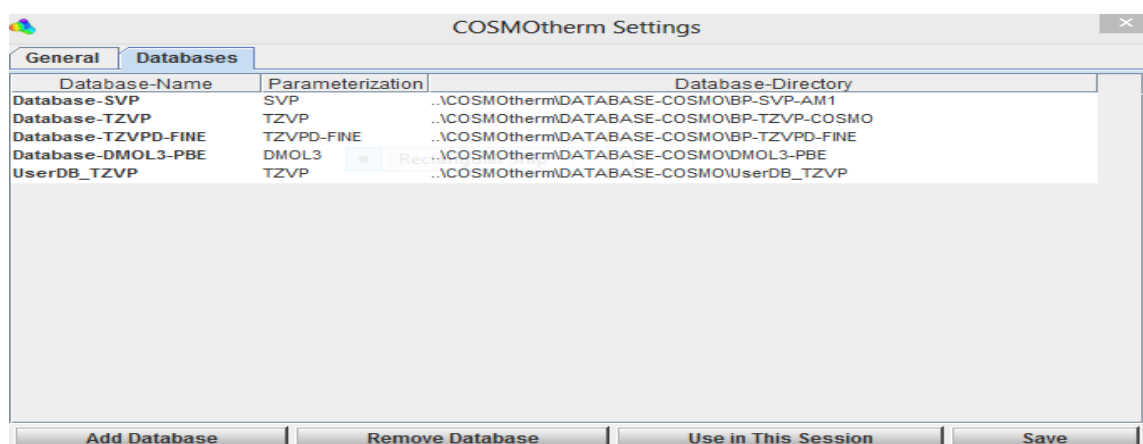 COSMOtherm Settings
General Databases
Database-Name Parameterization Database-Directory
Database-SVP SVP ..\COSMOtherm\DATABASE-COSMO\BP-SVP-AM1
Database-TZVP TZVP ..\COSMOtherm\DATABASE-COSMO\BP-TZVP-COSMO
Database-TZVPD-FINE TZVPD-FINE ..\COSMOtherm\DATABASE-COSMO\BP-TZVPD-FINE
Database-DMOL3-PBE DMOL3 ..\COSMOtherm\DATABASE-COSMO\DMOL3-PBE
UserDB_TZVP TZVP ..\COSMOtherm\DATABASE-COSMO\UserDB_TZVP
Add Database Remove Database Use in This Session Save